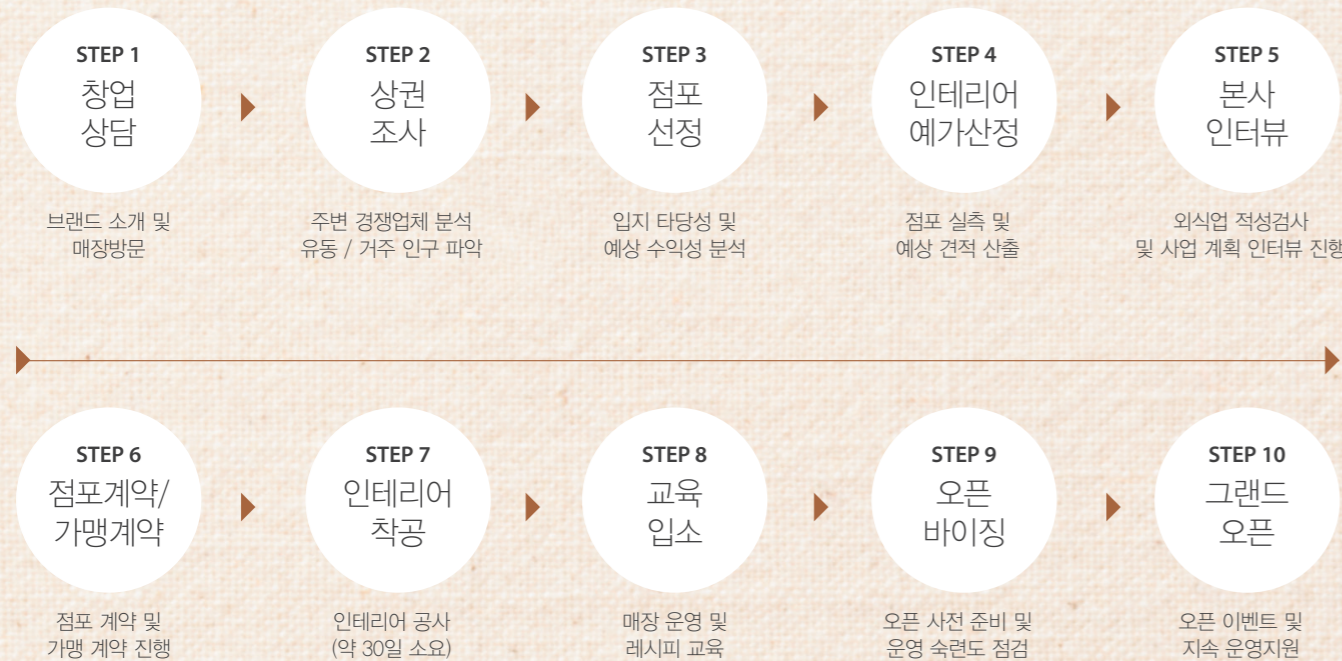 STEP 1
창업
상담
브랜드 소개 및
매장방문
STEP 2
상권
조사
주변 경쟁업체 분석
유동 / 거주 인구 파악
STEP 3
점포
선정
입지 타당성 및
예상 수익성 분석
STEP 4
인테리어
예가산정
점포 실측 및
예상 견적 산출
STEP 5
본사
인터뷰
외식업 적성검사
및 사업 계획 인터뷰 진행
STEP 6
점포계약/
가맹계약
점포 계약 및
가맹 계약 진행
STEP 7
인테리어
착공
인테리어 공사
(약 30일 소요)
STEP 8
교육
입소
매장 운영 및
레시피 교육
STEP 9
오픈
바이징
오픈 사전 준비 및
운영 숙련도 점검
STEP 10
그랜드
오픈
오픈 이벤트 및
지속 운영지원